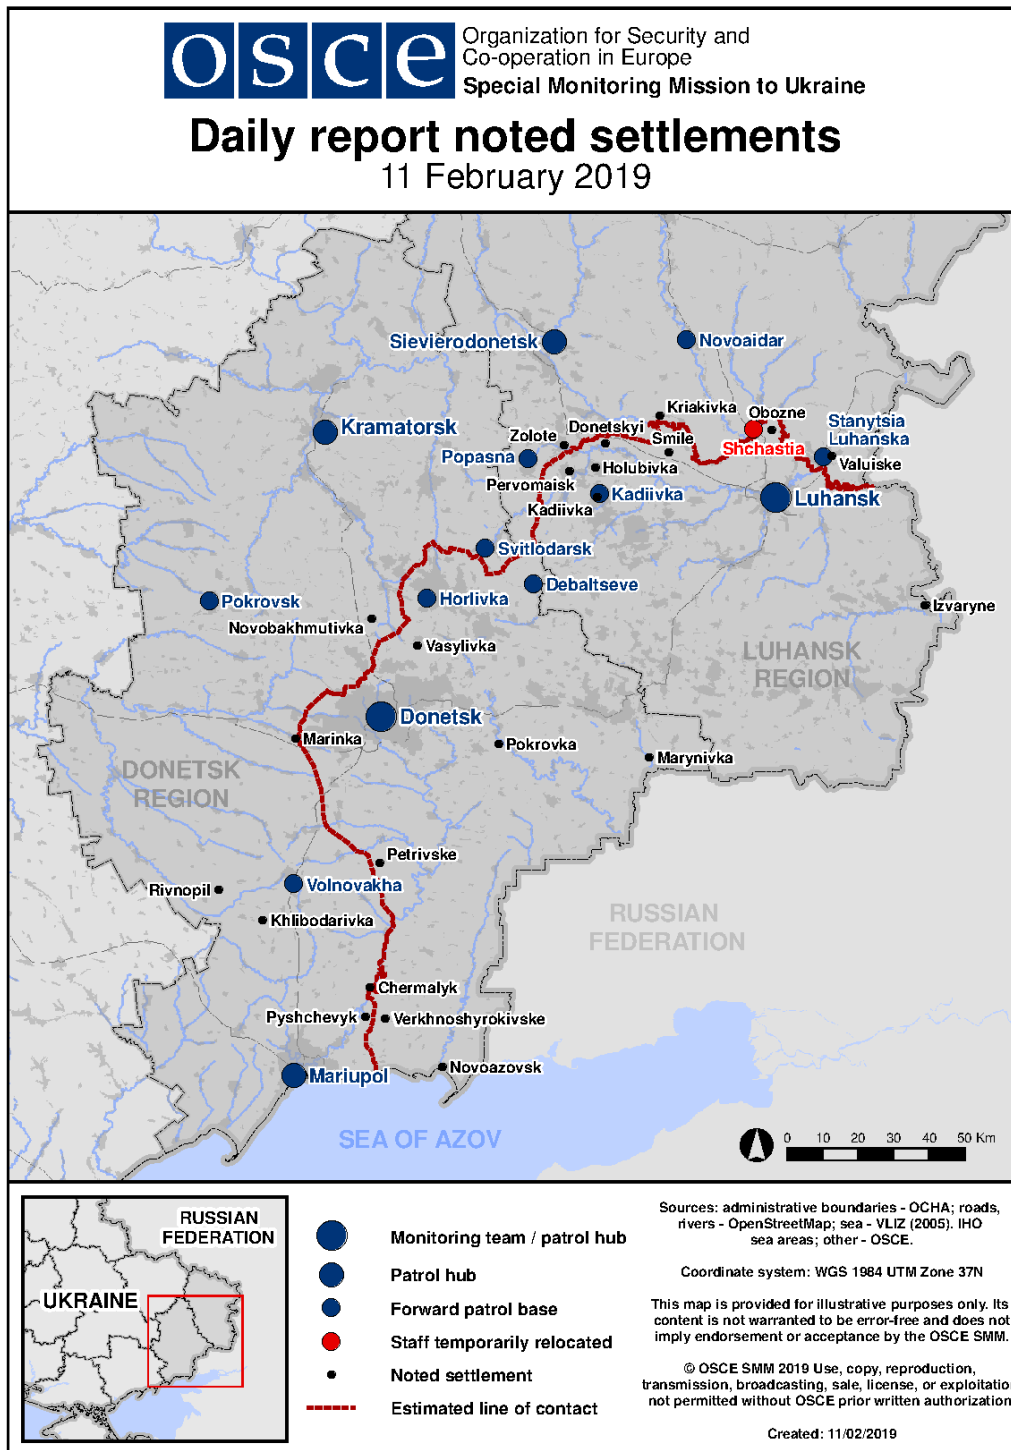 osce
Organization for Security and
Co-operation in Europe
Special Monitoring Mission to Ukraine
Daily report noted settlements
11 February 2019
Sievierodonetsk
Novoaidar
Kramatorsk
Kriakivka
Obozne
Stanytsia
Luhanska
Donetskyi
Zolote
Smile
Shchastia
Popasna
Holubivka
Valuiske
Pervomaisk
Kadiivka
Kadiivka
Luhansk
Svitlodarsk
Debaltseve
Pokrovsk
Horlivka
Izvaryne
Novobakhmutivka
Vasylivka
LUHANSK
REGION
Donetsk
Marinka
Pokrovka
Marynivka
DONETSK
REGION
Petrivske
Rivnopil
Volnovakha
Khlibodarivka
RUSSIAN
FEDERATION
Chermalyk
Pyshchevyk
Verkhnoshyrokivske
Novoazovsk
Mariupol
SEA OF AZOV
0 10 20 30 40 50 Km
RUSSIAN
FEDERATION
UKRAINE
Monitoring team / patrol hub
Patrol hub
Forward patrol base
Staff temporarily relocated
Noted settlement
Estimated line of contact
Sources: administrative boundaries - OCHA; roads,
rivers - OpenStreetMap; sea - VLIZ (2005). IHO
sea areas; other - OSCE.
Coordinate system: WGS 1984 UTM Zone 37N
This map is provided for illustrative purposes only. Its
content is not warranted to be error-free and does not
imply endorsement or acceptance by the OSCE SMM.
© OSCE SMM 2019 Use, copy, reproduction,
transmission, broadcasting, sale, license, or exploitation
not permitted without OSCE prior written authorization
Created: 11/02/2019